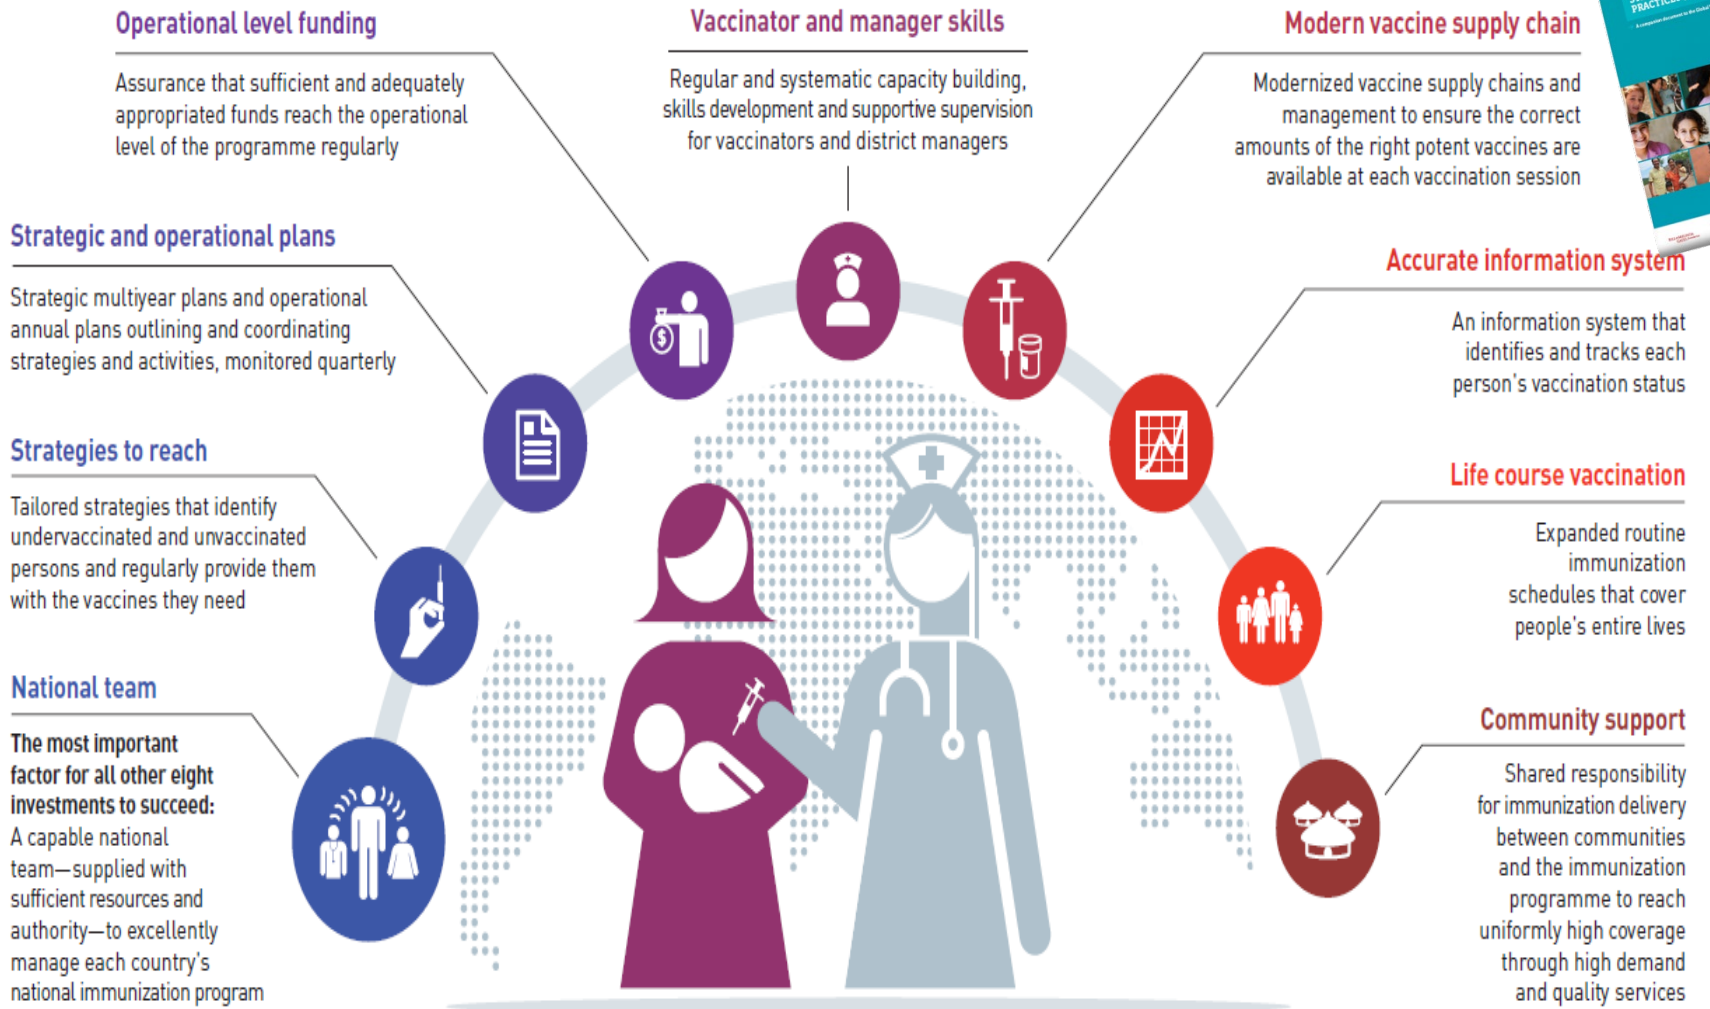 Operational level funding
Assurance that sufficient and adequately
appropriated funds reach the operational
level of the programme regularly
Vaccinator and manager skills
Regular and systematic capacity building,
skills development and supportive supervision
for vaccinators and district managers
Modern vaccine supply chain
Modernized vaccine supply chains and
management to ensure the correct
amounts of the right potent vaccines are
available at each vaccination session
Strategic and operational plans
Strategic multiyear plans and operational
annual plans outlining and coordinating
strategies and activities, monitored quarterly
Accurate information system
An information system that
identifies and tracks each
person's vaccination status
Strategies to reach
Tailored strategies that identify
undervaccinated and unvaccinated
persons and regularly provide them
with the vaccines they need
Life course vaccination
Expanded routine
immunization
schedules that cover
people's entire lives
National team
The most important
factor for all other eight
investments to succeed:
A capable national
team—supplied with
sufficient resources and
authority—to excellently
manage each country's
national immunization program
Community support
Shared responsibility
for immunization delivery
between communities
and the immunization
programme to reach
uniformly high coverage
through high demand
and quality services